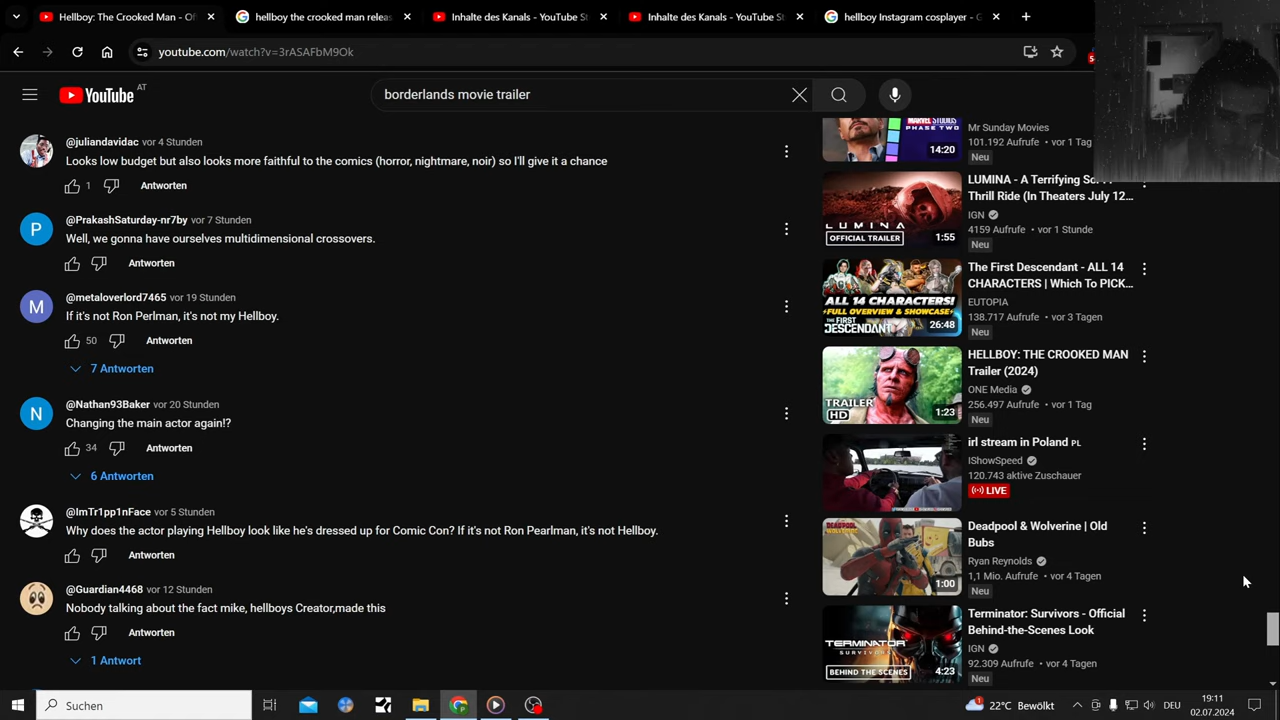 Hellboy: The Crooked Man - Of
hellboy the crooked man relea
Inhalte des Kanals - YouTube St
Inhalte des Kanals - YouTube St
hellboy Instagram cosplayer - G
youtube.com/watch?v=3rASAFbM9Ok
YouTube AT
borderlands movie trailer
@juliandavidac vor 4 Stunden
Looks low budget but also looks more faithful to the comics (horror, nightmare, noir) so I'll give it a chance
1 Antworten
@PrakashSaturday-nr7by vor 7 Stunden
Well, we gonna have ourselves multidimensional crossovers.
Antworten
@metaloverlord7465 vor 19 Stunden
If it's not Ron Perlman, it's not my Hellboy.
50 Antworten
7 Antworten
@Nathan93Baker vor 20 Stunden
Changing the main actor again!?
34 Antworten
6 Antworten
@ImTr1pp1nFace vor 5 Stunden
Why does the actor playing Hellboy look like he's dressed up for Comic Con? If it's not Ron Pearlman, it's not Hellboy.
Antworten
@Guardian4468 vor 12 Stunden
Nobody talking about the fact mike, hellboys Creator,made this
Antworten
1 Antwort
MARVEL STUDIOS
PHASE TWO
14:20
Mr Sunday Movies
101.192 Aufrufe • vor 1 Tag
Neu
LUMINA
OFFICIAL TRAILER
1:55
LUMINA - A Terrifying Sci-Fi
Thrill Ride (In Theaters July 12...
IGN
4159 Aufrufe • vor 1 Stunde
Neu
ALL 14 CHARACTERS!
FULL OVERVIEW & SHOWCASE
THE FIRST DESCENDANT
26:48
The First Descendant - ALL 14
CHARACTERS | Which To PICK...
EUTOPIA
138.717 Aufrufe • vor 3 Tagen
Neu
TRAILER
HD
1:23
HELLBOY: THE CROOKED MAN
Trailer (2024)
ONE Media
256.497 Aufrufe • vor 1 Tag
Neu
irl stream in Poland PL
IShowSpeed
120.743 aktive Zuschauer
LIVE
1:00
Deadpool & Wolverine | Old
Bubs
Ryan Reynolds
1,1 Mio. Aufrufe • vor 4 Tagen
Neu
TERMINATOR
SURVIVORS
BEHIND THE SCENES
4:23
Terminator: Survivors - Official
Behind-the-Scenes Look
IGN
92.309 Aufrufe • vor 4 Tagen
Neu
Suchen
22°C Bewölkt
DEU
19:11
02.07.2024